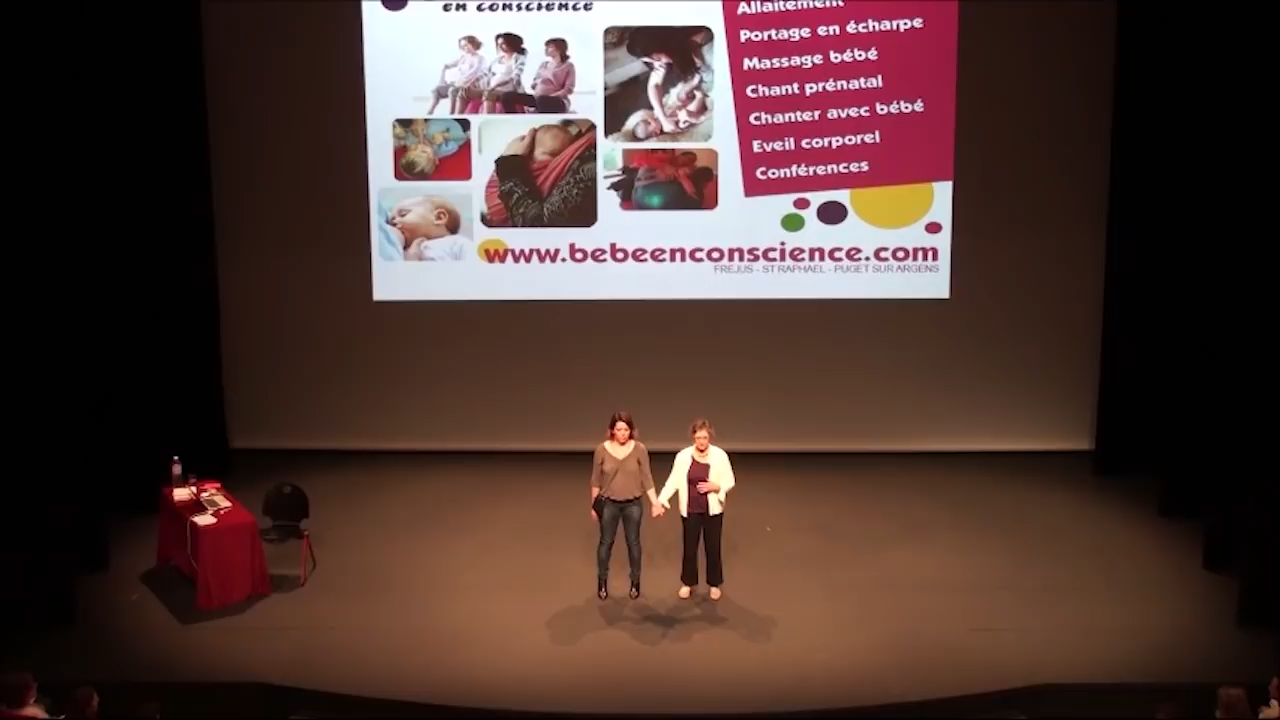 en conscience
Allaitement
Portage en écharpe
Massage bébé
Chant prénatal
Chanter avec bébé
Eveil corporel
Conférences
www.bebeenconscience.com
FREJUS - ST RAPHAEL - PUGET SUR ARGENS